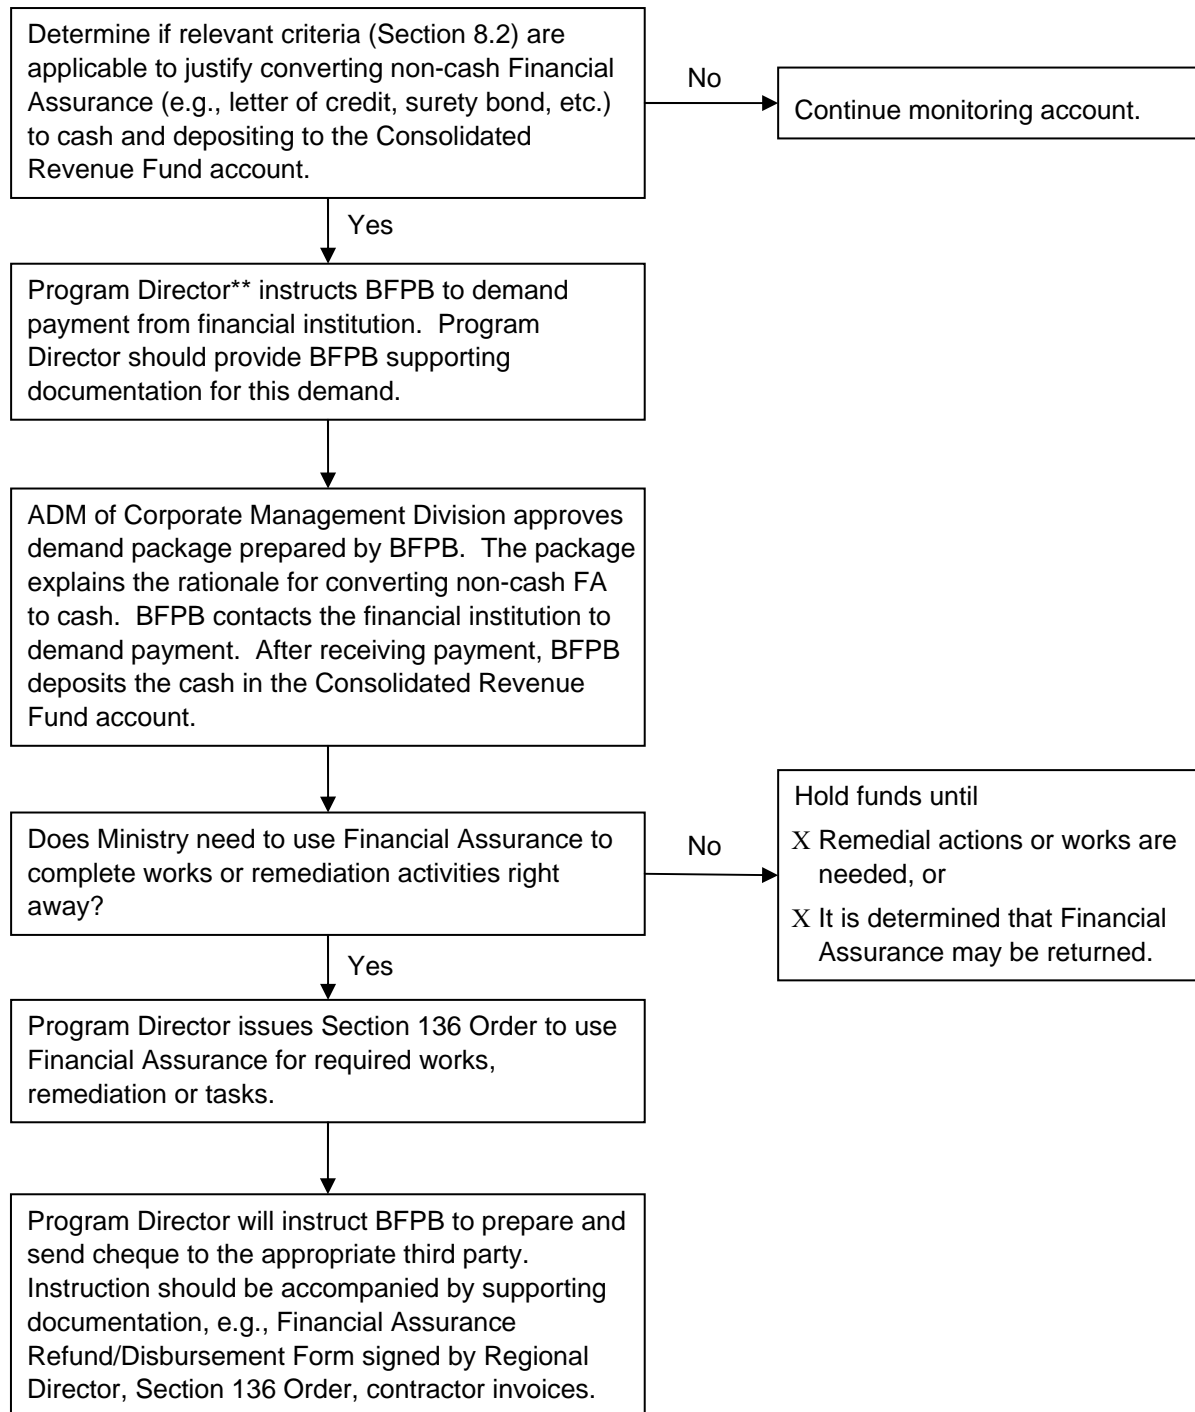 Determine if relevant criteria (Section 8.2) are
applicable to justify converting non-cash Financial
Assurance (e.g., letter of credit, surety bond, etc.)
to cash and depositing to the Consolidated
Revenue Fund account.
No
Continue monitoring account.
Yes
Program Director** instructs BFPB to demand
payment from financial institution.  Program
Director should provide BFPB supporting
documentation for this demand.
ADM of Corporate Management Division approves
demand package prepared by BFPB.  The package
explains the rationale for converting non-cash FA
to cash.  BFPB contacts the financial institution to
demand payment.  After receiving payment, BFPB
deposits the cash in the Consolidated Revenue
Fund account.
Does Ministry need to use Financial Assurance to
complete works or remediation activities right
away?
No
Hold funds until
X Remedial actions or works are
needed, or
X It is determined that Financial
Assurance may be returned.
Yes
Program Director issues Section 136 Order to use
Financial Assurance for required works,
remediation or tasks.
Program Director will instruct BFPB to prepare and
send cheque to the appropriate third party.
Instruction should be accompanied by supporting
documentation, e.g., Financial Assurance
Refund/Disbursement Form signed by Regional
Director, Section 136 Order, contractor invoices.